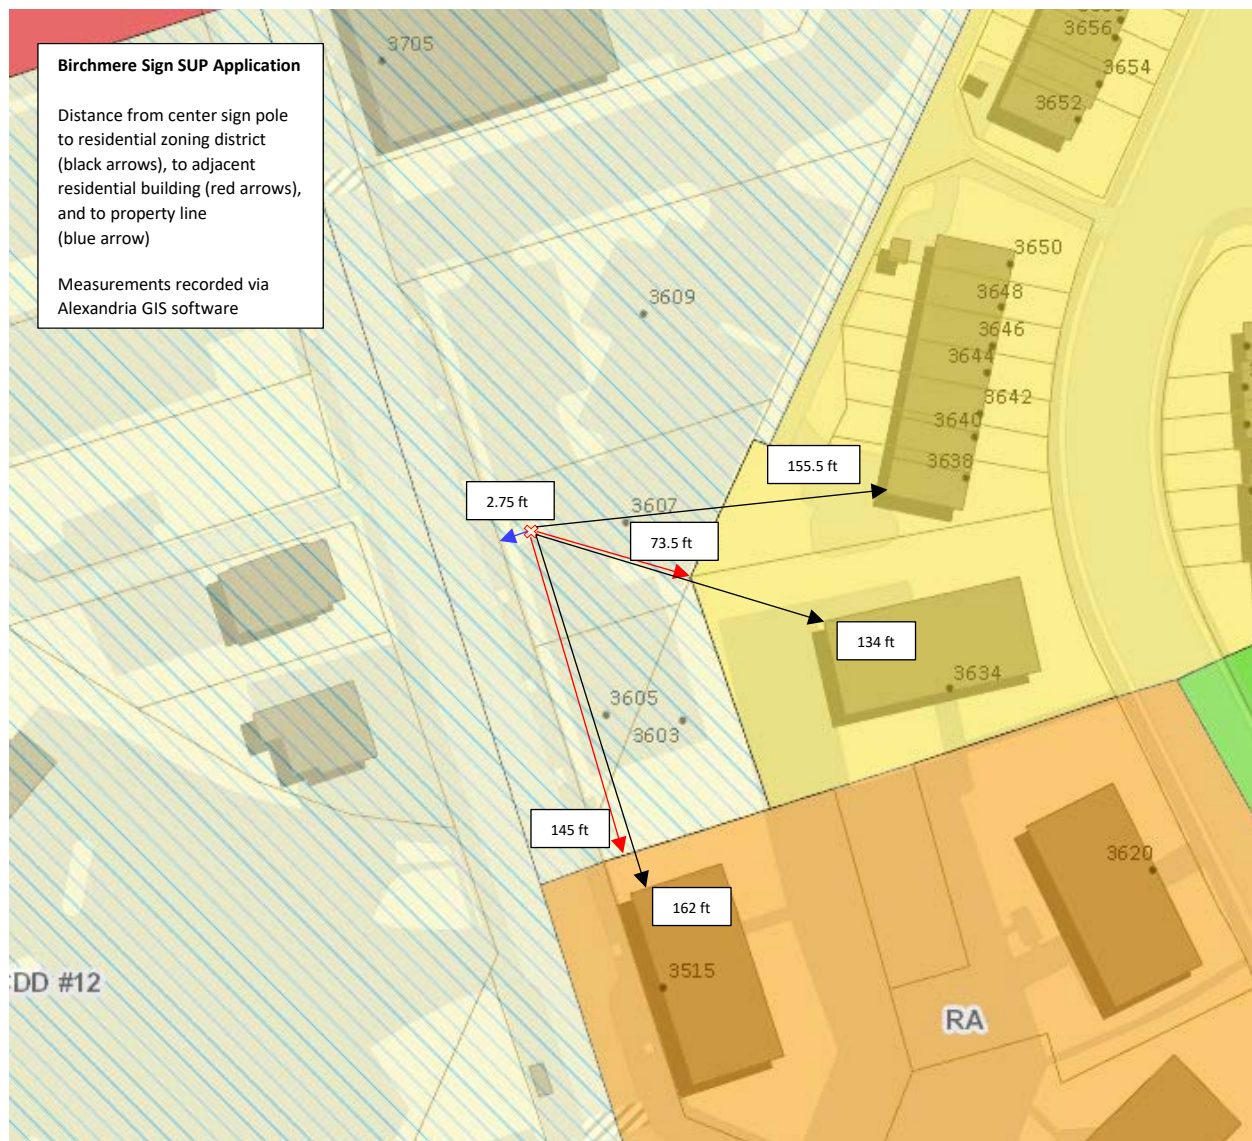 Birchmere Sign SUP Application
Distance from center sign pole
to residential zoning district
(black arrows), to adjacent
residential building (red arrows),
and to property line
(blue arrow)
Measurements recorded via
Alexandria GIS software
3705
3656
3654
3652
3650
3609
3648
3646
3644
3642
3640
3638
155.5 ft
2.75 ft
3607
73.5 ft
134 ft
3634
3605
3603
145 ft
3620
162 ft
3515
DD #12
RA